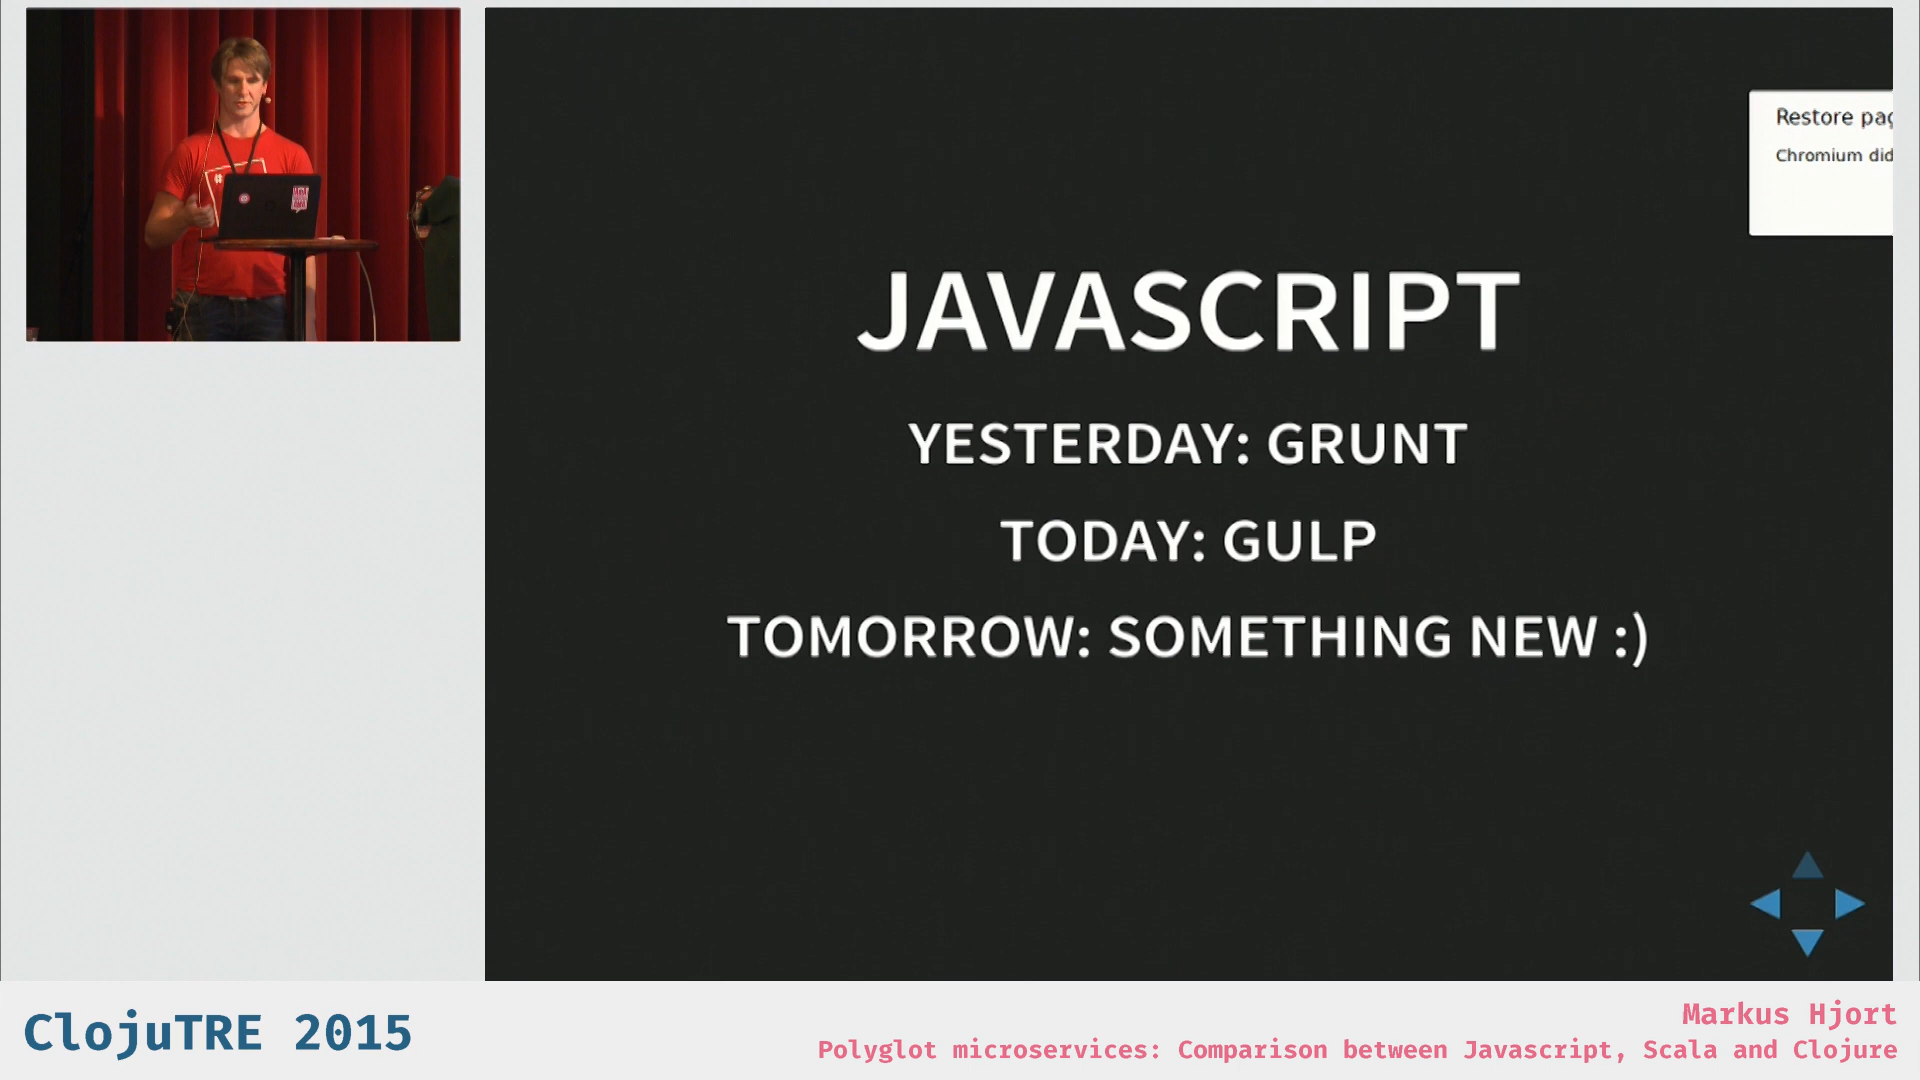 Restore pag
Chromium did
JAVASCRIPT
YESTERDAY: GRUNT
TODAY: GULP
TOMORROW: SOMETHING NEW :)
ClojuTRE 2015
Markus Hjort
Polyglot microservices: Comparison between Javascript, Scala and Clojure